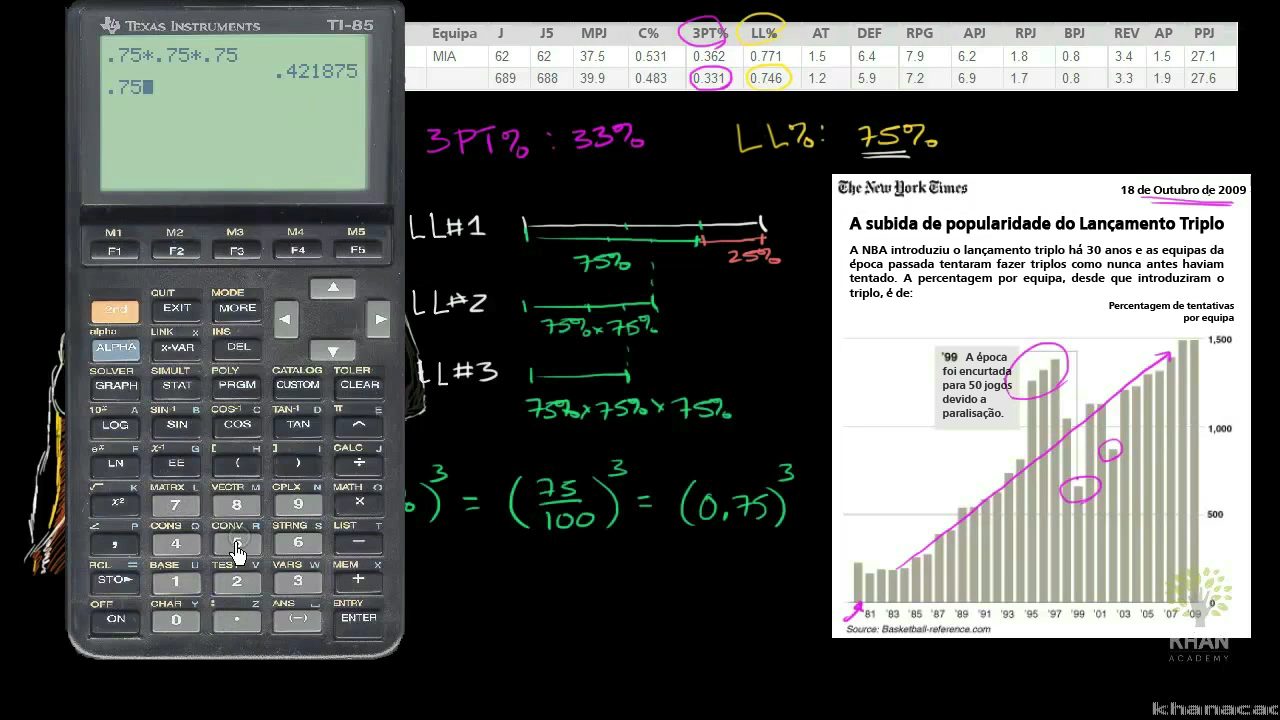 TEXAS INSTRUMENTS TI-85
.75*.75*.75
.421875
.75
M1 M2 M3 M4 M5
F1 F2 F3 F4 F5
QUIT MODE
2nd EXIT MORE
alpha LINK X INS
ALPHA X-VAR DEL
SOLVER SIMULT POLY CATALOG TOLER
GRAPH STAT PRGM CUSTOM CLEAR
10ˣ A SIN⁻¹ B COS⁻¹ C TAN⁻¹ D π E
LOG SIN COS TAN ^
eˣ F x⁻¹ G [ H ] I CALC J
LN EE ( ) ÷
√ K MATRX L VECTR M CPLX N MATH O
x² 7 8 9 ×
∠ P CONS Q CONV R STRNG S LIST T
, 4 5 6 −
RCL = BASE U TEST V VARS W MEM X
STO► 1 2 3 +
OFF CHAR Y : Z ANS ENTRY
ON 0 . (−) ENTER
Equipa J J5 MPJ C% 3PT% LL% AT DEF RPG APJ RPJ BPJ REV AP PPJ
MIA 62 62 37.5 0.531 0.362 0.771 1.5 6.4 7.9 6.2 1.8 0.8 3.4 1.5 27.1
689 688 39.9 0.483 0.331 0.746 1.2 5.9 7.2 6.9 1.7 0.8 3.3 1.9 27.6
3PT% : 33% LL%: 75%
LL#1
75% 25%
LL#2
75% × 75%
LL#3
75% × 75% × 75%
%)³ = (75/100)³ = (0.75)³
The New York Times
18 de Outubro de 2009
A subida de popularidade do Lançamento Triplo
A NBA introduziu o lançamento triplo há 30 anos e as equipas da
época passada tentaram fazer triplos como nunca antes haviam
tentado. A percentagem por equipa, desde que introduziram o
triplo, é de:
Percentagem de tentativas
por equipa
'99 A época
foi encurtada
para 50 jogos
devido a
paralisação.
1,500
1,000
500
0
'81 '83 '85 '87 '89 '91 '93 '95 '97 '99 '01 '03 '05 '07 '09
Source: Basketball-reference.com
KHAN
ACADEMY
khanacac